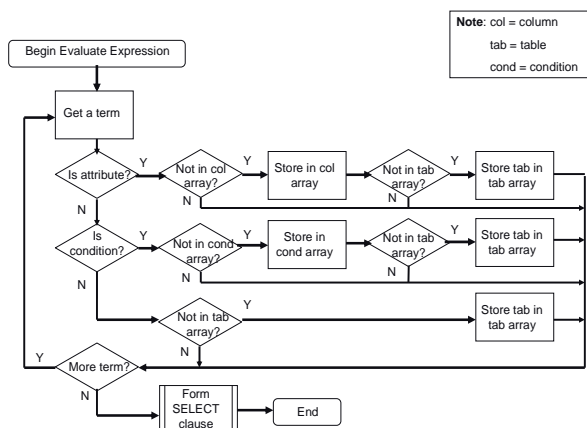 Note: col = column
tab = table
cond = condition
Begin Evaluate Expression
Get a term
Is attribute?
Y
Not in col
array?
Y
Store in col
array
Not in tab
array?
Y
Store tab in
tab array
N
N
N
Is
condition?
Y
Not in cond
array?
Y
Store in
cond array
Not in tab
array?
Y
Store tab in
tab array
N
N
N
Not in tab
array?
Y
Store tab in
tab array
N
Y
More term?
N
Form
SELECT
clause
End